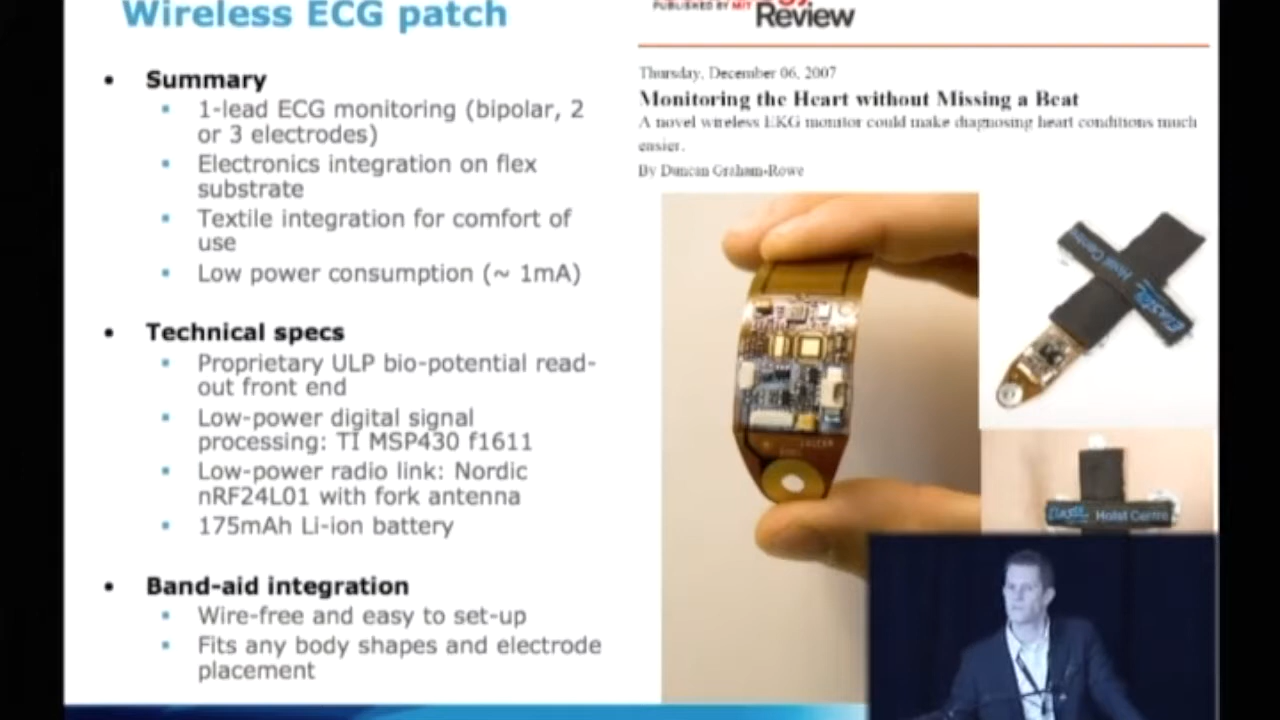 Wireless ECG patch
• Summary
▪ 1-lead ECG monitoring (bipolar, 2
or 3 electrodes)
▪ Electronics integration on flex
substrate
▪ Textile integration for comfort of
use
▪ Low power consumption (~ 1mA)
• Technical specs
▪ Proprietary ULP bio-potential read-
out front end
▪ Low-power digital signal
processing: TI MSP430 f1611
▪ Low-power radio link: Nordic
nRF24L01 with fork antenna
▪ 175mAh Li-ion battery
• Band-aid integration
▪ Wire-free and easy to set-up
▪ Fits any body shapes and electrode
placement
PUBLISHED BY MIT
Review
Thursday, December 06, 2007
Monitoring the Heart without Missing a Beat
A novel wireless EKG monitor could make diagnosing heart conditions much
easier.
By Duncan Graham-Rowe
Holst Centre
Holst Centre